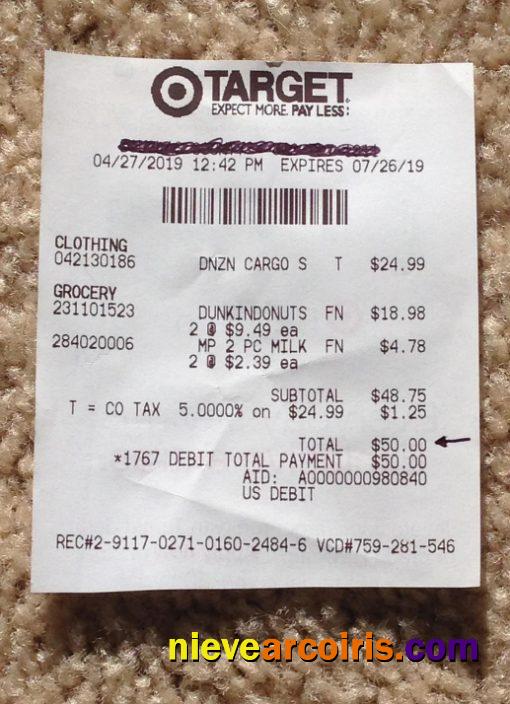 TARGET
EXPECT MORE. PAY LESS.
04/27/2019 12:42 PM EXPIRES 07/26/19
CLOTHING
042130186 DNZN CARGO S T $24.99
GROCERY
231101523 DUNKINDONUTS FN $18.98
2 @ $9.49 ea
284020006 MP 2 PC MILK FN $4.78
2 @ $2.39 ea
SUBTOTAL $48.75
T = CO TAX 5.0000% on $24.99 $1.25
TOTAL $50.00
*1767 DEBIT TOTAL PAYMENT $50.00
AID: A0000000980840
US DEBIT
REC#2-9117-0271-0160-2484-6 VCD#759-281-546
nievearcoiris.com